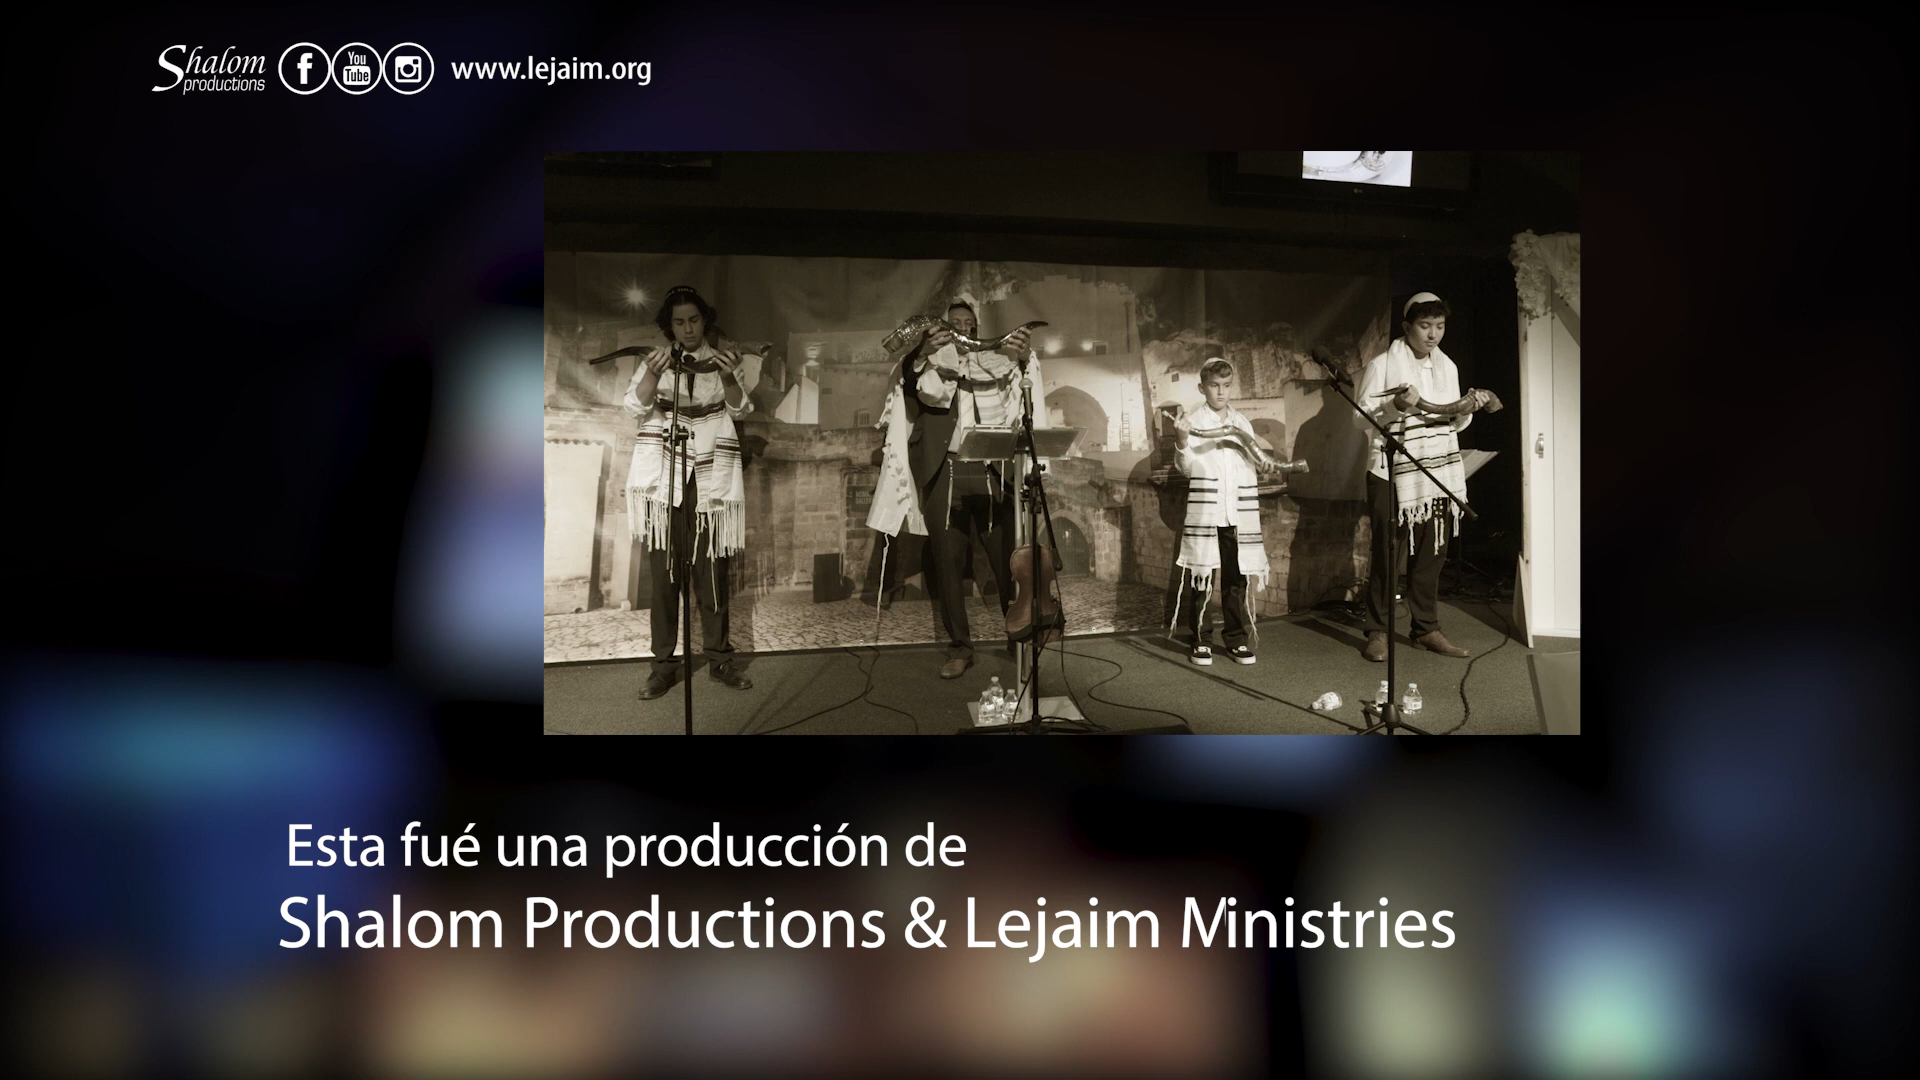 Shalom
productions
f
You
Tube
www.lejaim.org
Esta fué una producción de
Shalom Productions & Lejaim Ministries